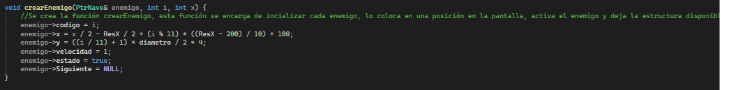 void crearEnemigo(PtrNave& enemigo, int i, int x) {
//Se crea la función crearEnemigo, esta función se encarga de incializar cada enemigo, lo coloca en una posición en la pantalla, activa el enemigo y deja la estructura disponibl
enemigo->codigo = i;
enemigo->x = x / 2 - ResX / 2 + (i % 11) * ((ResX - 200) / 10) + 100;
enemigo->y = ((i / 11) + 1) * diametro / 2 * 4;
enemigo->velocidad = 1;
enemigo->estado = true;
enemigo->Siguiente = NULL;
}